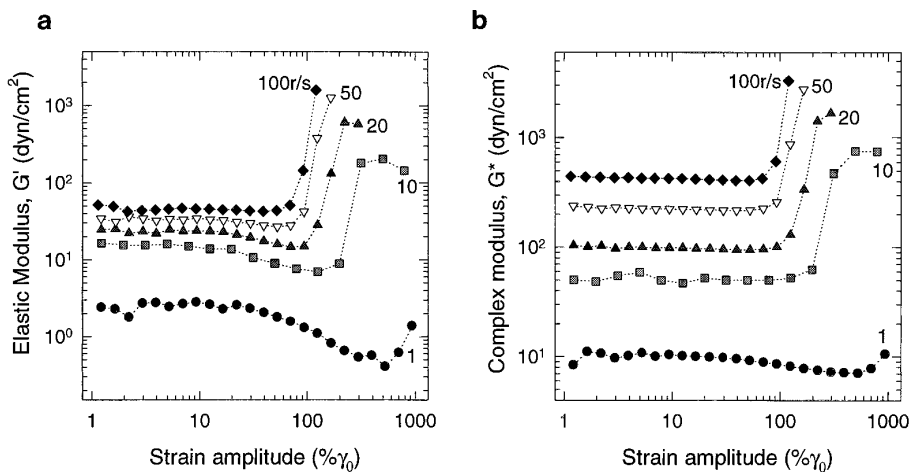 a
Elastic Modulus, G' (dyn/cm²)
10³
10²
10¹
10⁰
100r/s
50
20
10
1
1
10
100
1000
Strain amplitude (%γ₀)
b
Complex modulus, G* (dyn/cm²)
10³
10²
10¹
100r/s
50
20
10
1
1
10
100
1000
Strain amplitude (%γ₀)